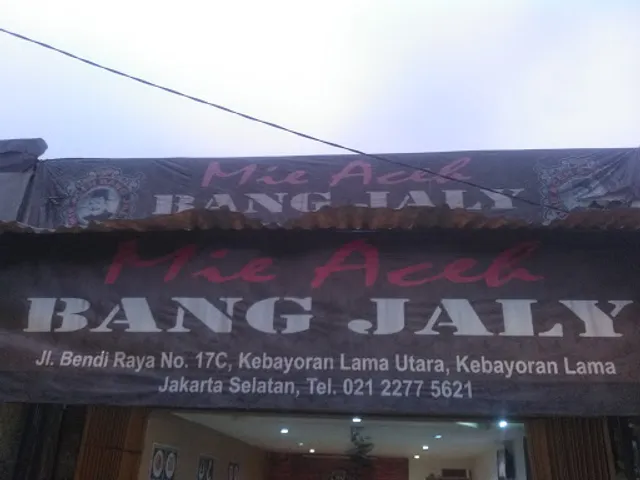 Mie Aceh
BANG JALY
Mie Aceh
BANG JALY
Jl. Bendi Raya No. 17C, Kebayoran Lama Utara, Kebayoran Lama
Jakarta Selatan, Tel. 021 2277 5621